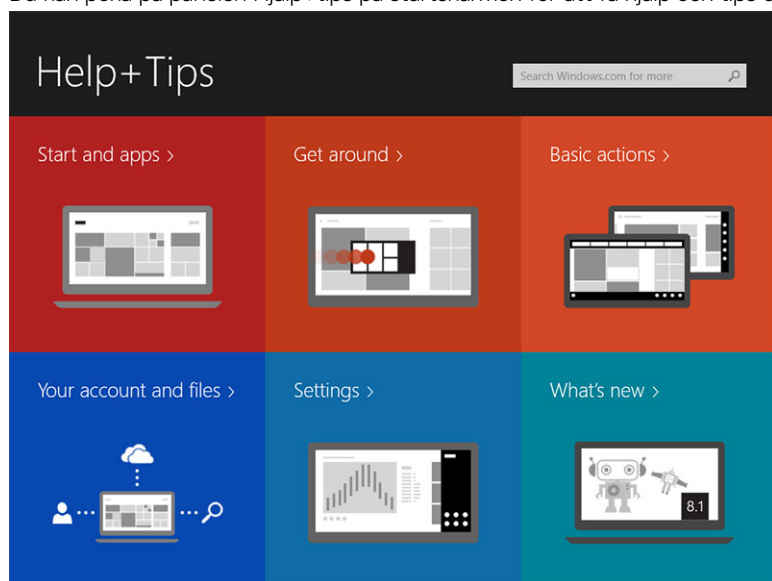 Help+Tips
Search Windows.com for more
Start and apps >
Get around >
Basic actions >
Your account and files >
Settings >
What's new >
8.1